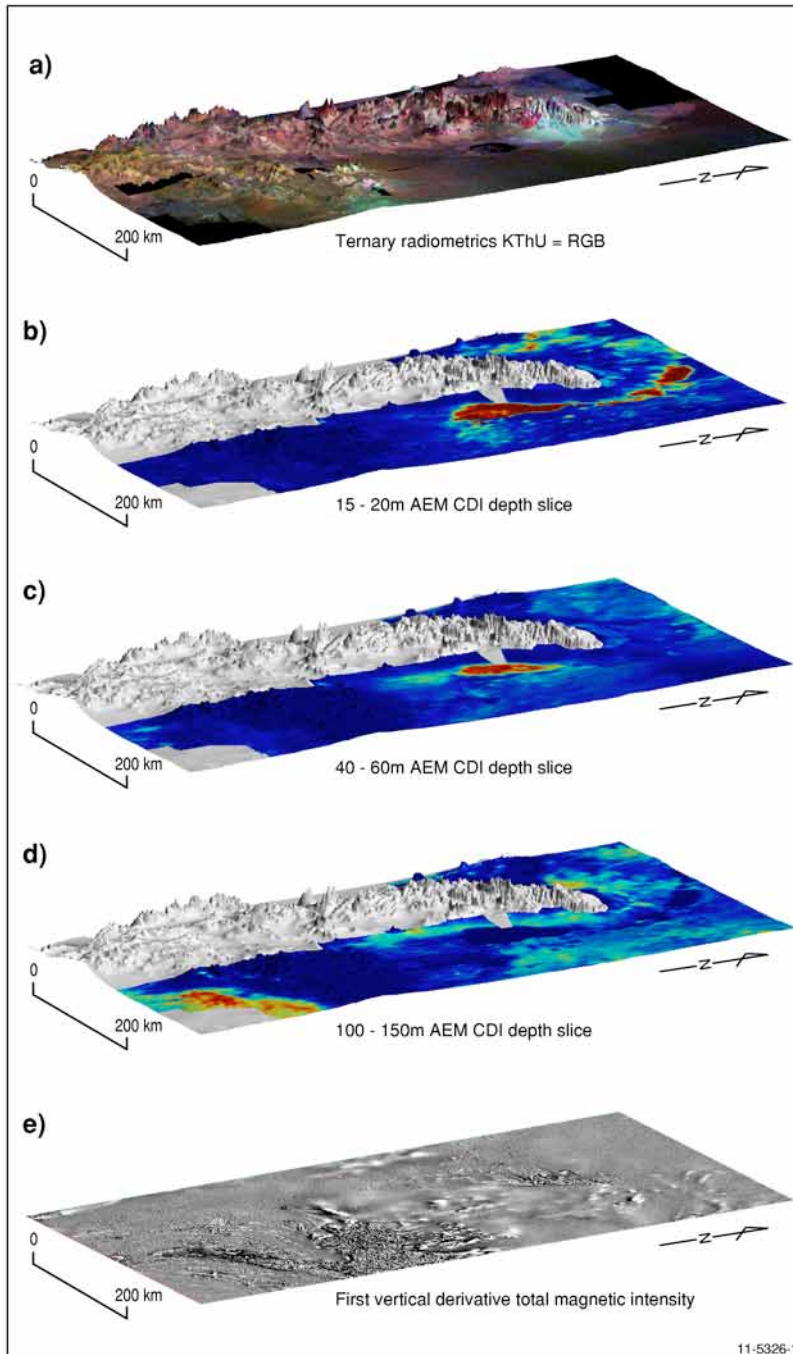 a)
0
200 km
N
Ternary radiometrics KThU = RGB
b)
0
200 km
N
15 - 20m AEM CDI depth slice
c)
0
200 km
N
40 - 60m AEM CDI depth slice
d)
0
200 km
N
100 - 150m AEM CDI depth slice
e)
0
200 km
N
First vertical derivative total magnetic intensity